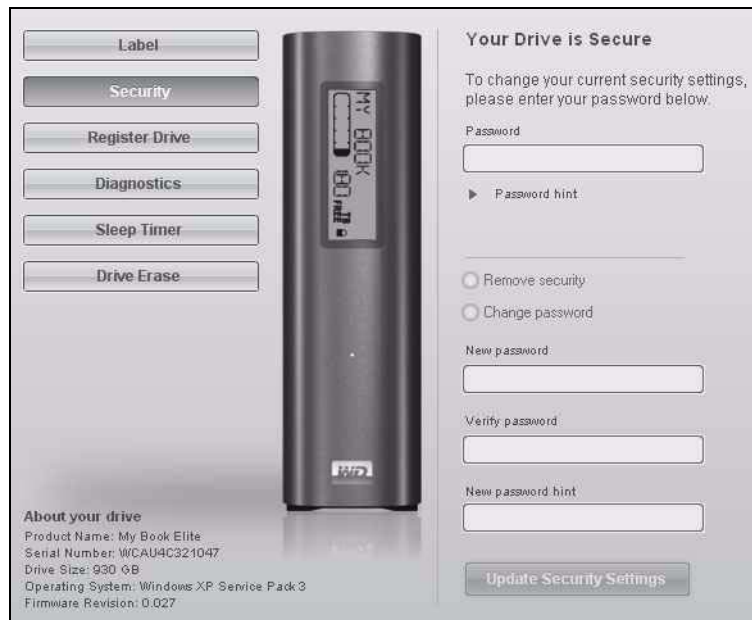 Label
Security
Register Drive
Diagnostics
Sleep Timer
Drive Erase
MY BOOK
FREE
WD
About your drive
Product Name: My Book Elite
Serial Number: WCAU4C321047
Drive Size: 930 GB
Operating System: Windows XP Service Pack 3
Firmware Revision: 0.027
Your Drive is Secure
To change your current security settings,
please enter your password below.
Password
Password hint
Remove security
Change password
New password
Verify password
New password hint
Update Security Settings